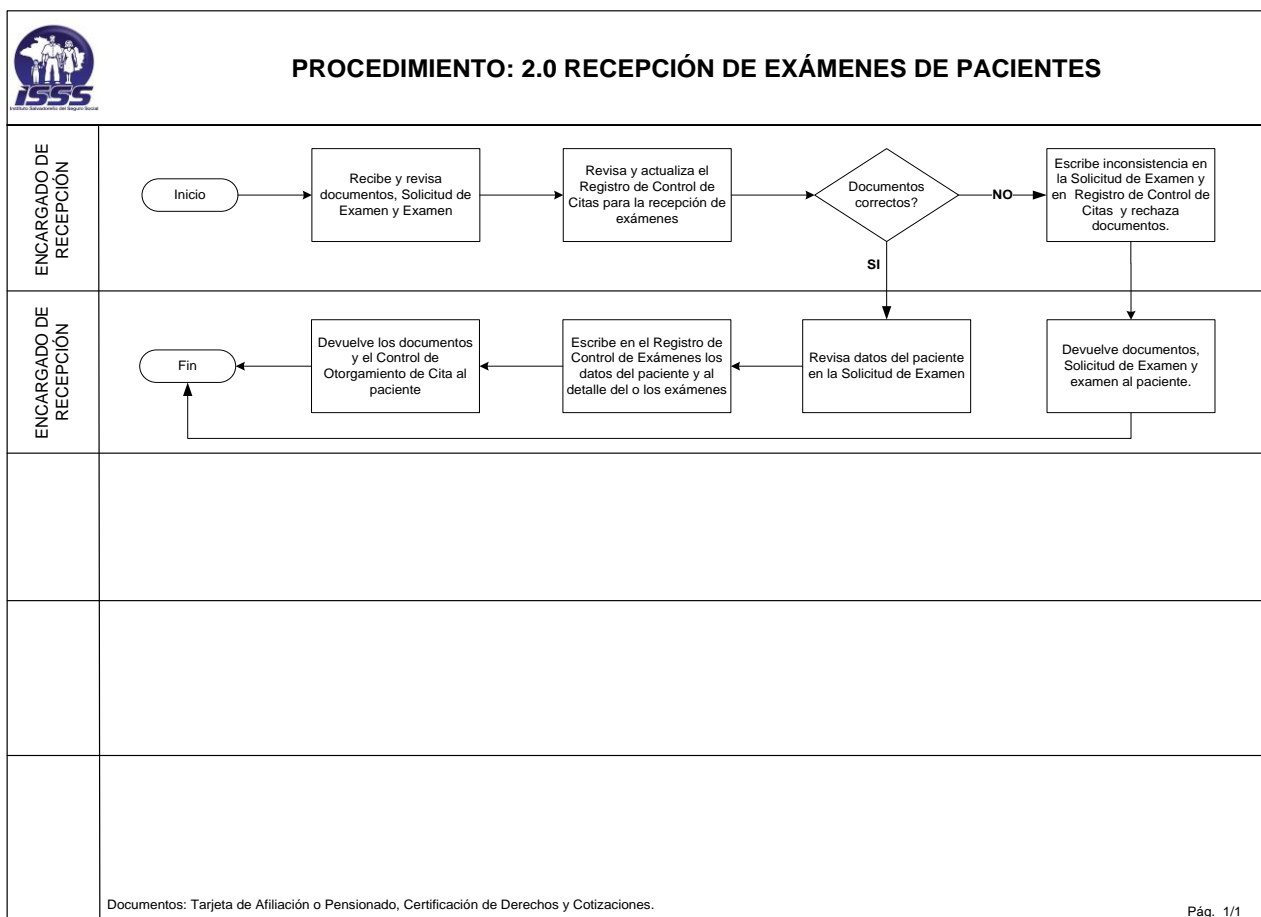 ISSS
Instituto Salvadoreño del Seguro Social
PROCEDIMIENTO: 2.0 RECEPCIÓN DE EXÁMENES DE PACIENTES
ENCARGADO DE
RECEPCIÓN
Inicio
Recibe y revisa
documentos, Solicitud de
Examen y Examen
Revisa y actualiza el
Registro de Control de
Citas para la recepción de
exámenes
Documentos
correctos?
NO
Escribe inconsistencia en
la Solicitud de Examen y
en Registro de Control de
Citas y rechaza
documentos.
SI
ENCARGADO DE
RECEPCIÓN
Fin
Devuelve los documentos
y el Control de
Otorgamiento de Cita al
paciente
Escribe en el Registro de
Control de Exámenes los
datos del paciente y al
detalle del o los exámenes
Revisa datos del paciente
en la Solicitud de Examen
Devuelve documentos,
Solicitud de Examen y
examen al paciente.
Documentos: Tarjeta de Afiliación o Pensionado, Certificación de Derechos y Cotizaciones.
Pág. 1/1